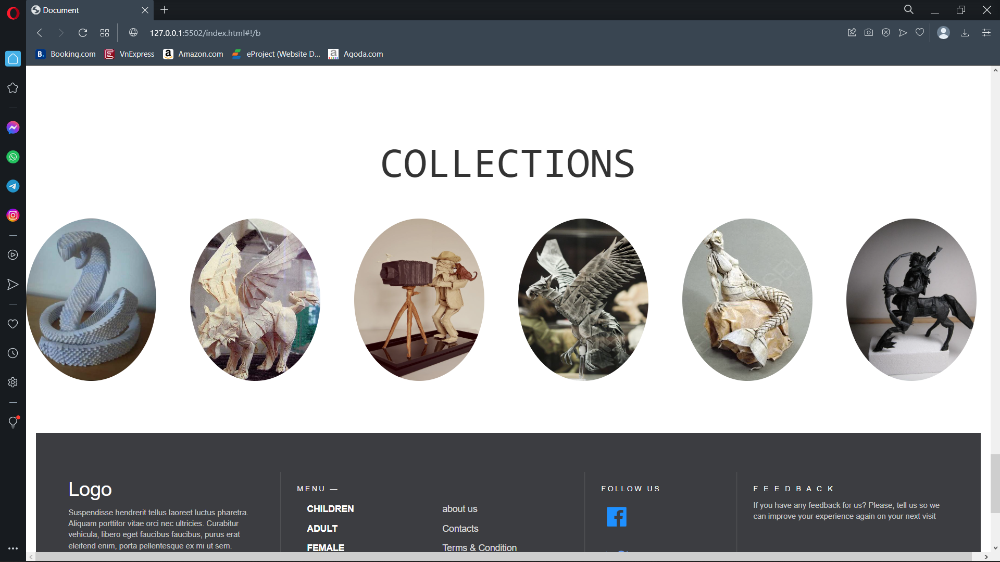 Document
127.0.0.1:5502/index.html#!/b
B. Booking.com
E VnExpress
a Amazon.com
eProject (Website D...
a Agoda.com
COLLECTIONS
Logo
Suspendisse hendrerit tellus laoreet luctus pharetra.
Aliquam porttitor vitae orci nec ultricies. Curabitur
vehicula, libero eget faucibus faucibus, purus erat
eleifend enim, porta pellentesque ex mi ut sem.
MENU —
CHILDREN
ADULT
FEMALE
about us
Contacts
Terms & Condition
FOLLOW US
FEEDBACK
If you have any feedback for us? Please, tell us so we
can improve your experience again on your next visit